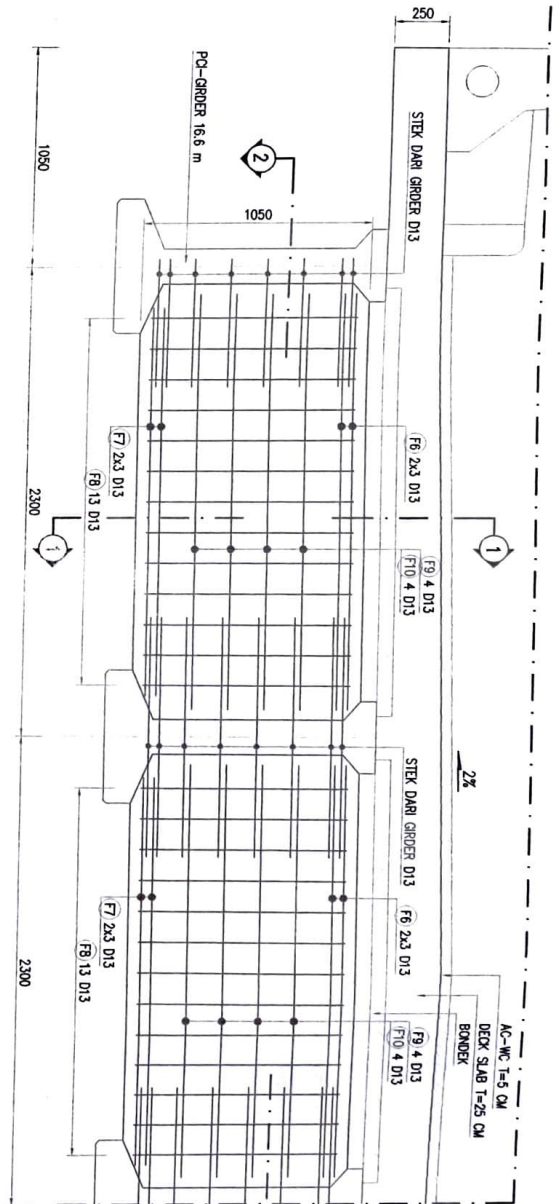 250
STEK DARI GIRDER D13
PCI-GIRDER 16.6 m
1050
2
1050
F6 2x3 D13
F7 2x3 D13
F8 13 D13
2300
1
1
F9 4 D13
F10 4 D13
2%
STEK DARI GIRDER D13
F6 2x3 D13
F7 2x3 D13
F8 13 D13
2300
F9 4 D13
F10 4 D13
AC-WC T=5 CM
DECK SLAB T=25 CM
BONDEK